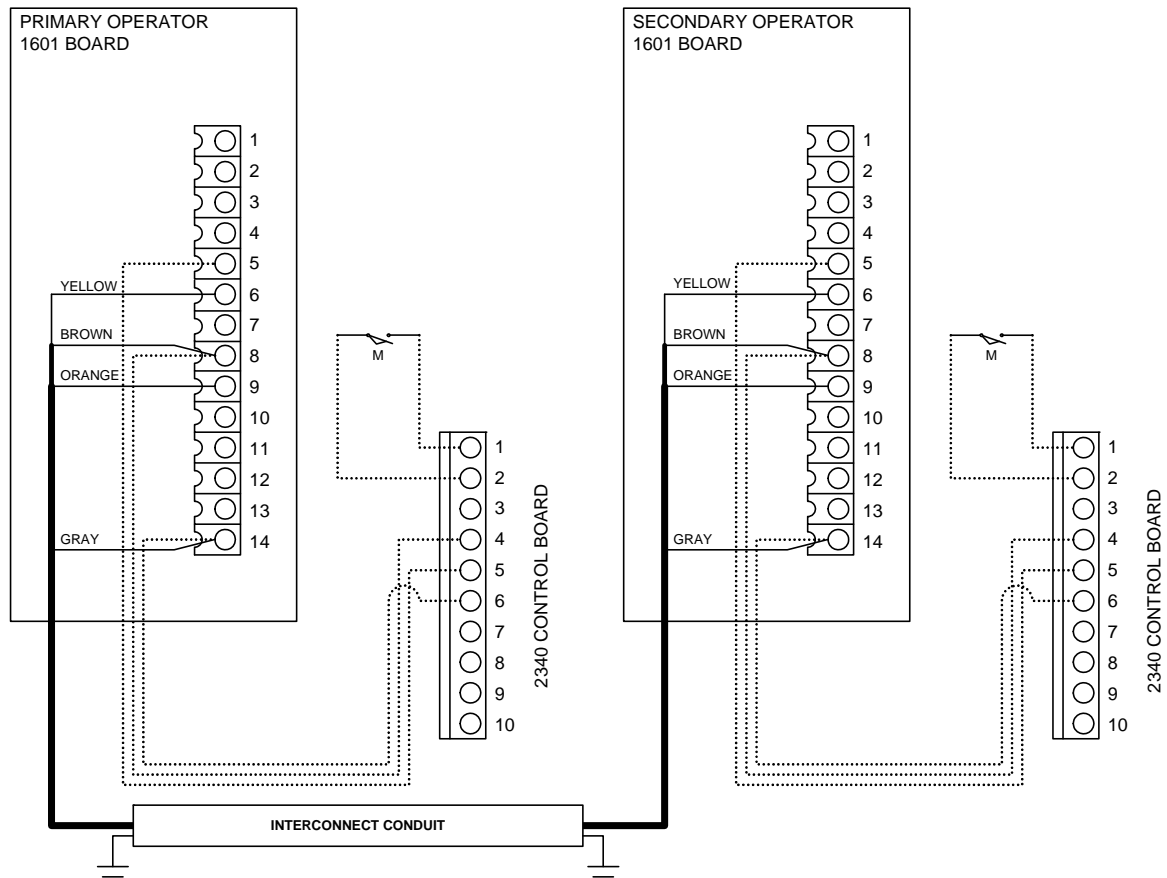 PRIMARY OPERATOR
1601 BOARD
1
2
3
4
5
6
7
8
9
10
11
12
13
14
YELLOW
BROWN
ORANGE
GRAY
M
1
2
3
4
5
6
7
8
9
10
2340 CONTROL BOARD
SECONDARY OPERATOR
1601 BOARD
1
2
3
4
5
6
7
8
9
10
11
12
13
14
YELLOW
BROWN
ORANGE
GRAY
M
1
2
3
4
5
6
7
8
9
10
2340 CONTROL BOARD
INTERCONNECT CONDUIT